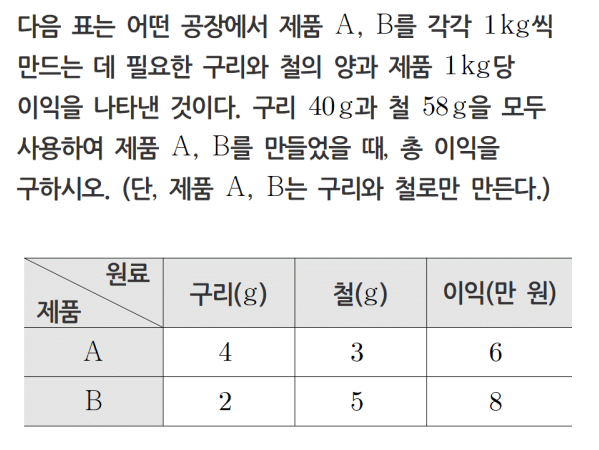 다음 표는 어떤 공장에서 제품 A, B를 각각 1kg씩
만드는 데 필요한 구리와 철의 양과 제품 1kg당
이익을 나타낸 것이다. 구리 40g과 철 58g을 모두
사용하여 제품 A, B를 만들었을 때, 총 이익을
구하시오. (단, 제품 A, B는 구리와 철로만 만든다.)
원료
제품 구리(g) 철(g) 이익(만 원)
A 4 3 6
B 2 5 8